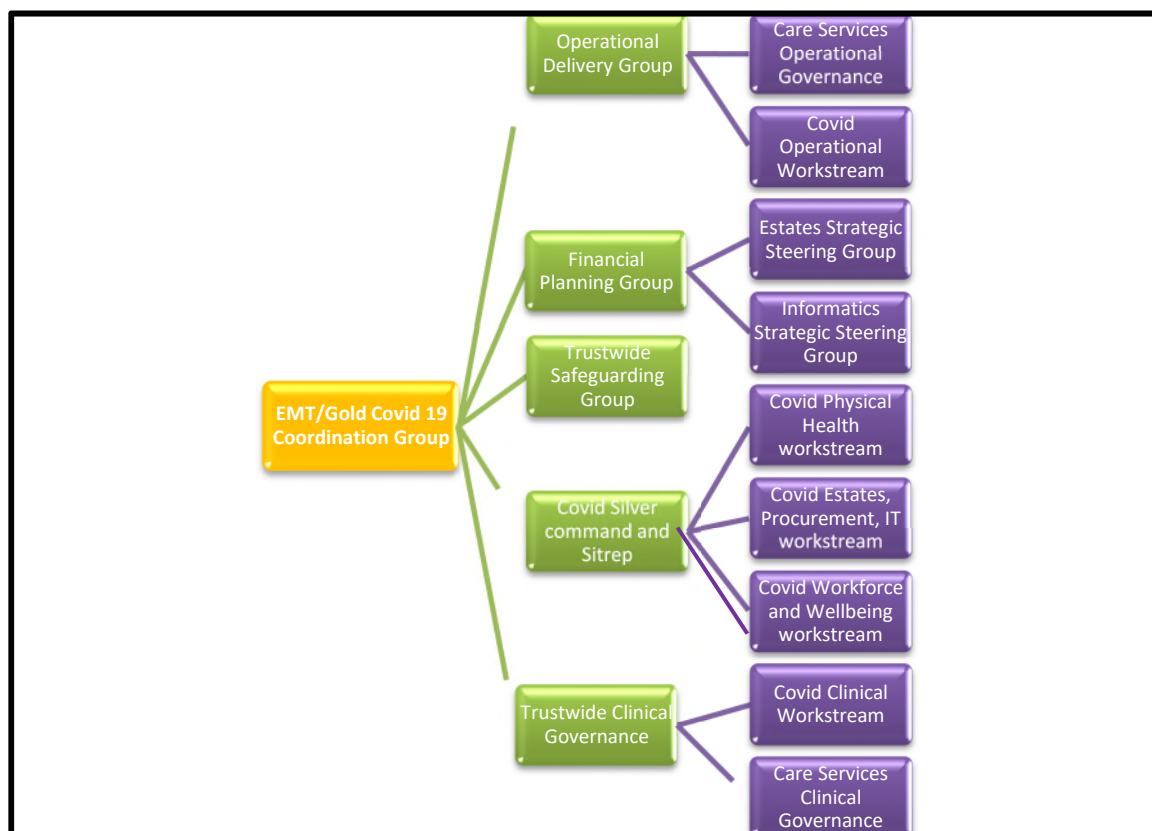 Operational
Delivery Group
Care Services
Operational
Governance
Covid
Operational
Workstream
Financial
Planning Group
Estates Strategic
Steering Group
Informatics
Strategic Steering
Group
Trustwide
Safeguarding
Group
EMT/Gold Covid 19
Coordination Group
Covid Silver
command and
Sitrep
Covid Physical
Health
workstream
Covid Estates,
Procurement, IT
workstream
Covid Workforce
and Wellbeing
workstream
Trustwide Clinical
Governance
Covid Clinical
Workstream
Care Services
Clinical
Governance